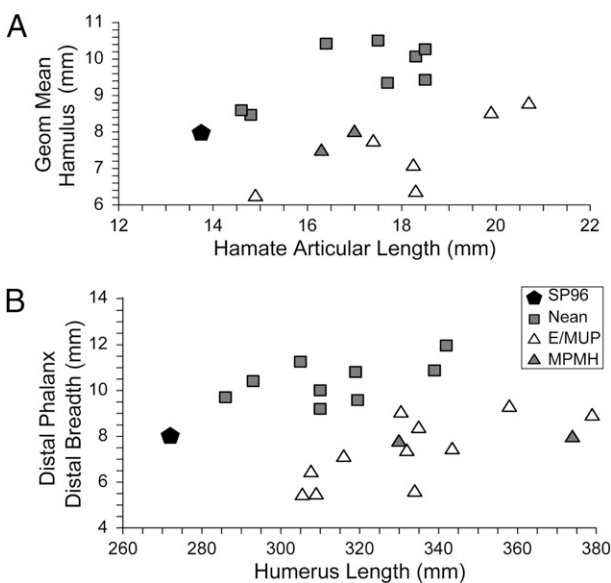 A
11
10
9
8
7
6
Geom Mean
Hamulus (mm)
12 14 16 18 20 22
Hamate Articular Length (mm)
B
14
12
10
8
6
4
Distal Phalanx
Distal Breadth (mm)
SP96
Nean
E/MUP
MPMH
260 280 300 320 340 360 380
Humerus Length (mm)